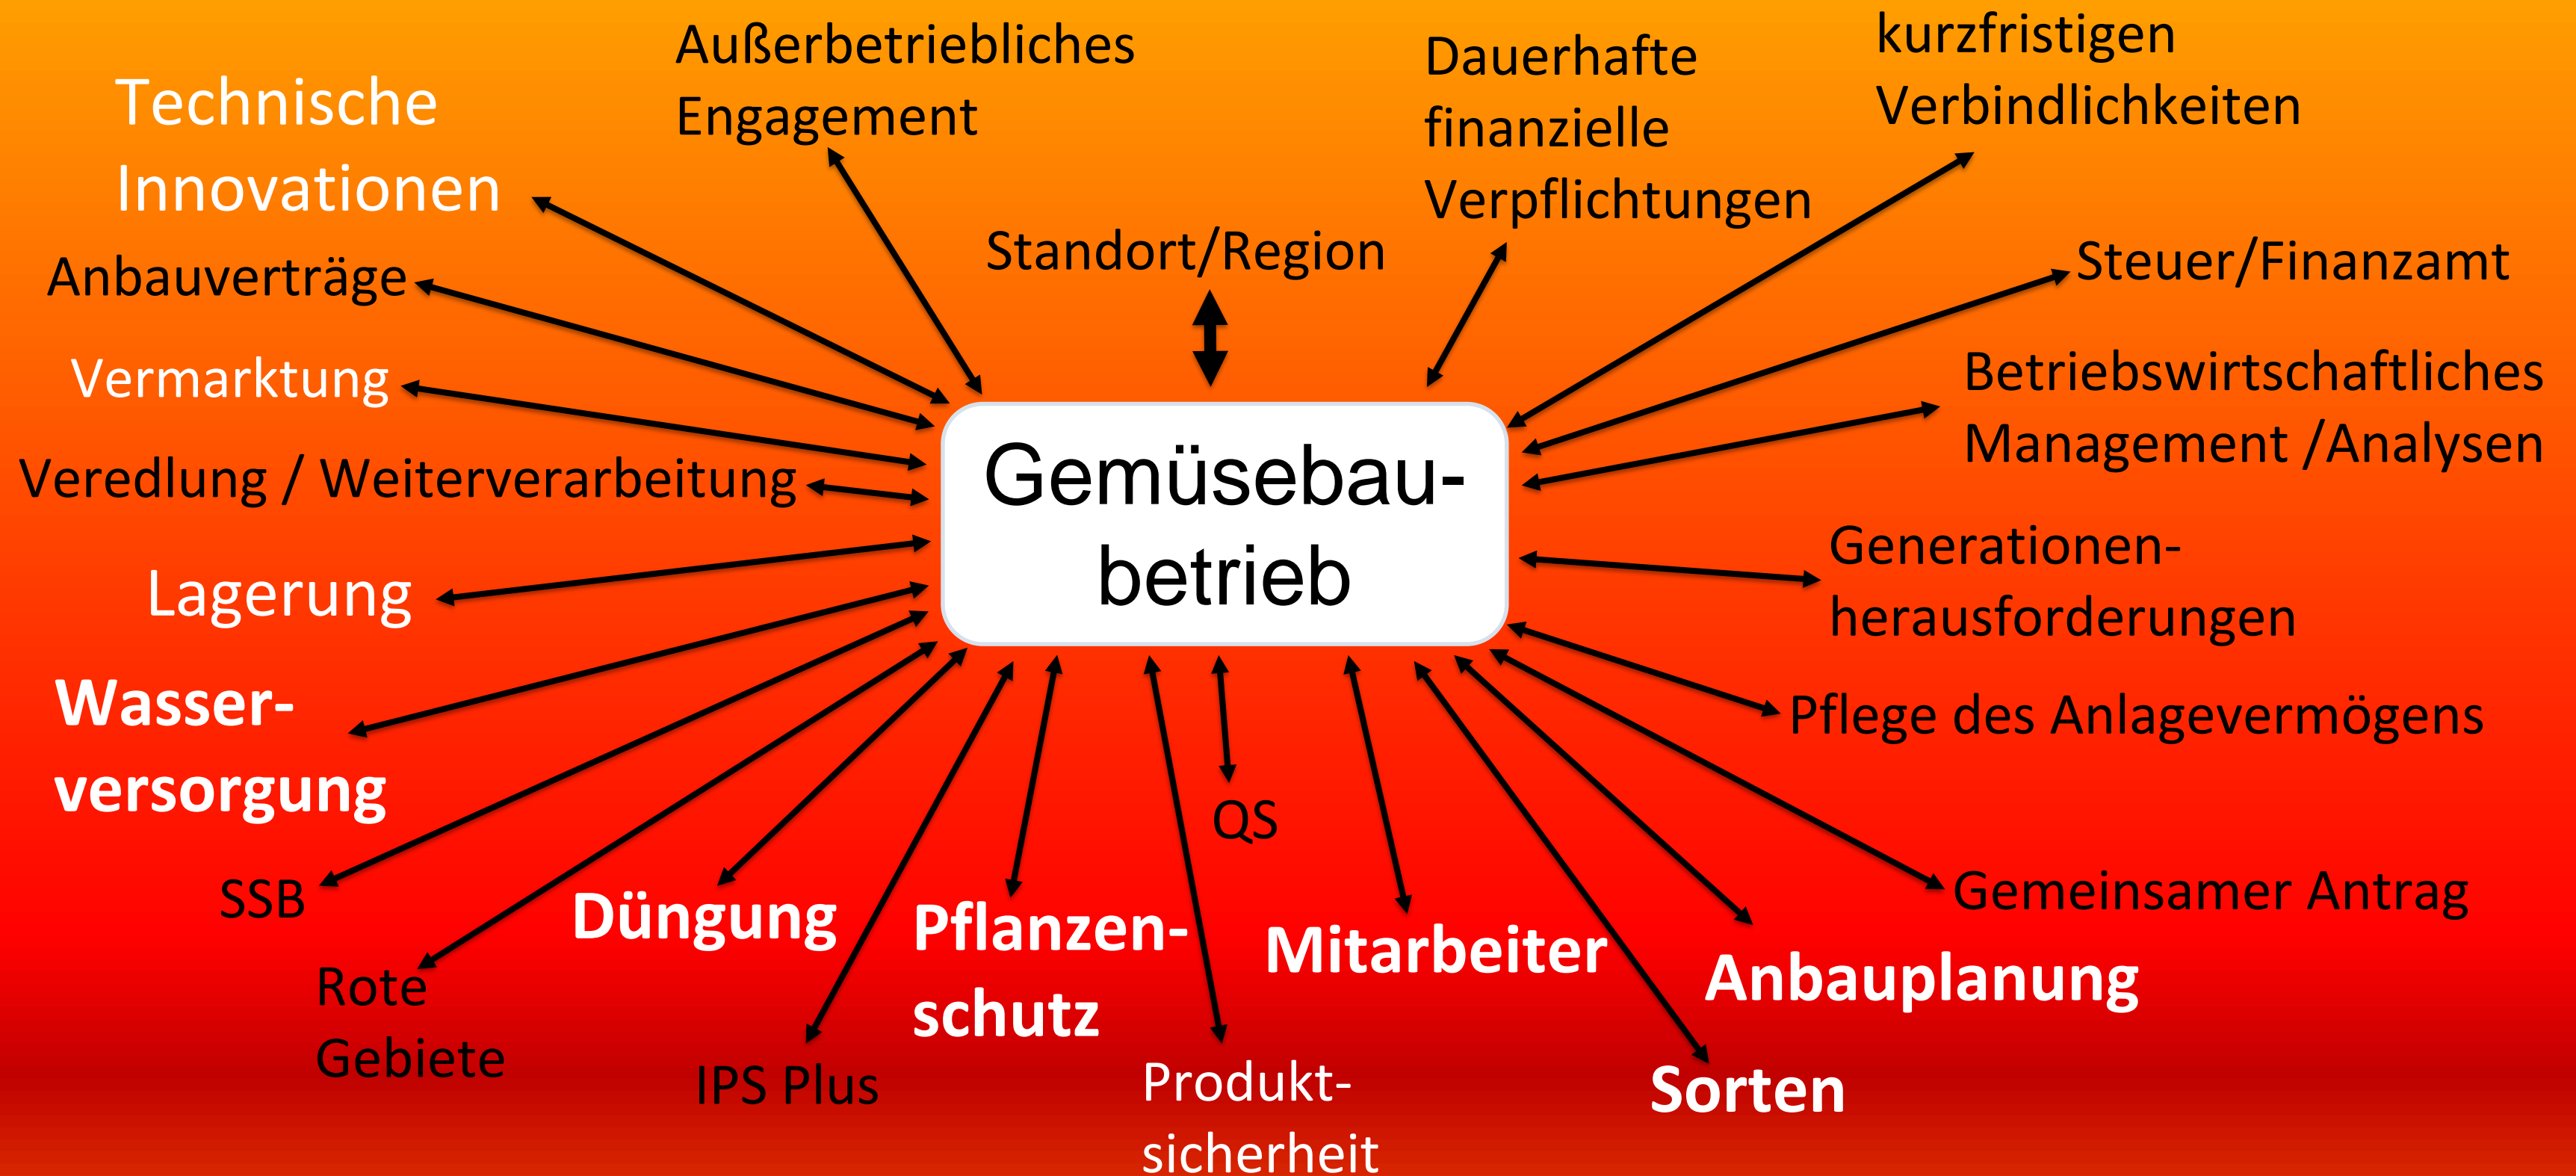 Außerbetriebliches
Engagement
Dauerhafte
finanzielle
Verpflichtungen
kurzfristigen
Verbindlichkeiten
Technische
Innovationen
Standort/Region
Anbauverträge
Steuer/Finanzamt
Vermarktung
Betriebswirtschaftliches
Management /Analysen
Veredlung / Weiterverarbeitung
Gemüsebau-
betrieb
Generationen-
herausforderungen
Lagerung
Wasser-
versorgung
Pflege des Anlagevermögens
QS
SSB
Düngung
Pflanzen-
schutz
Mitarbeiter
Gemeinsamer Antrag
Anbauplanung
Rote
Gebiete
IPS Plus
Produkt-
sicherheit
Sorten